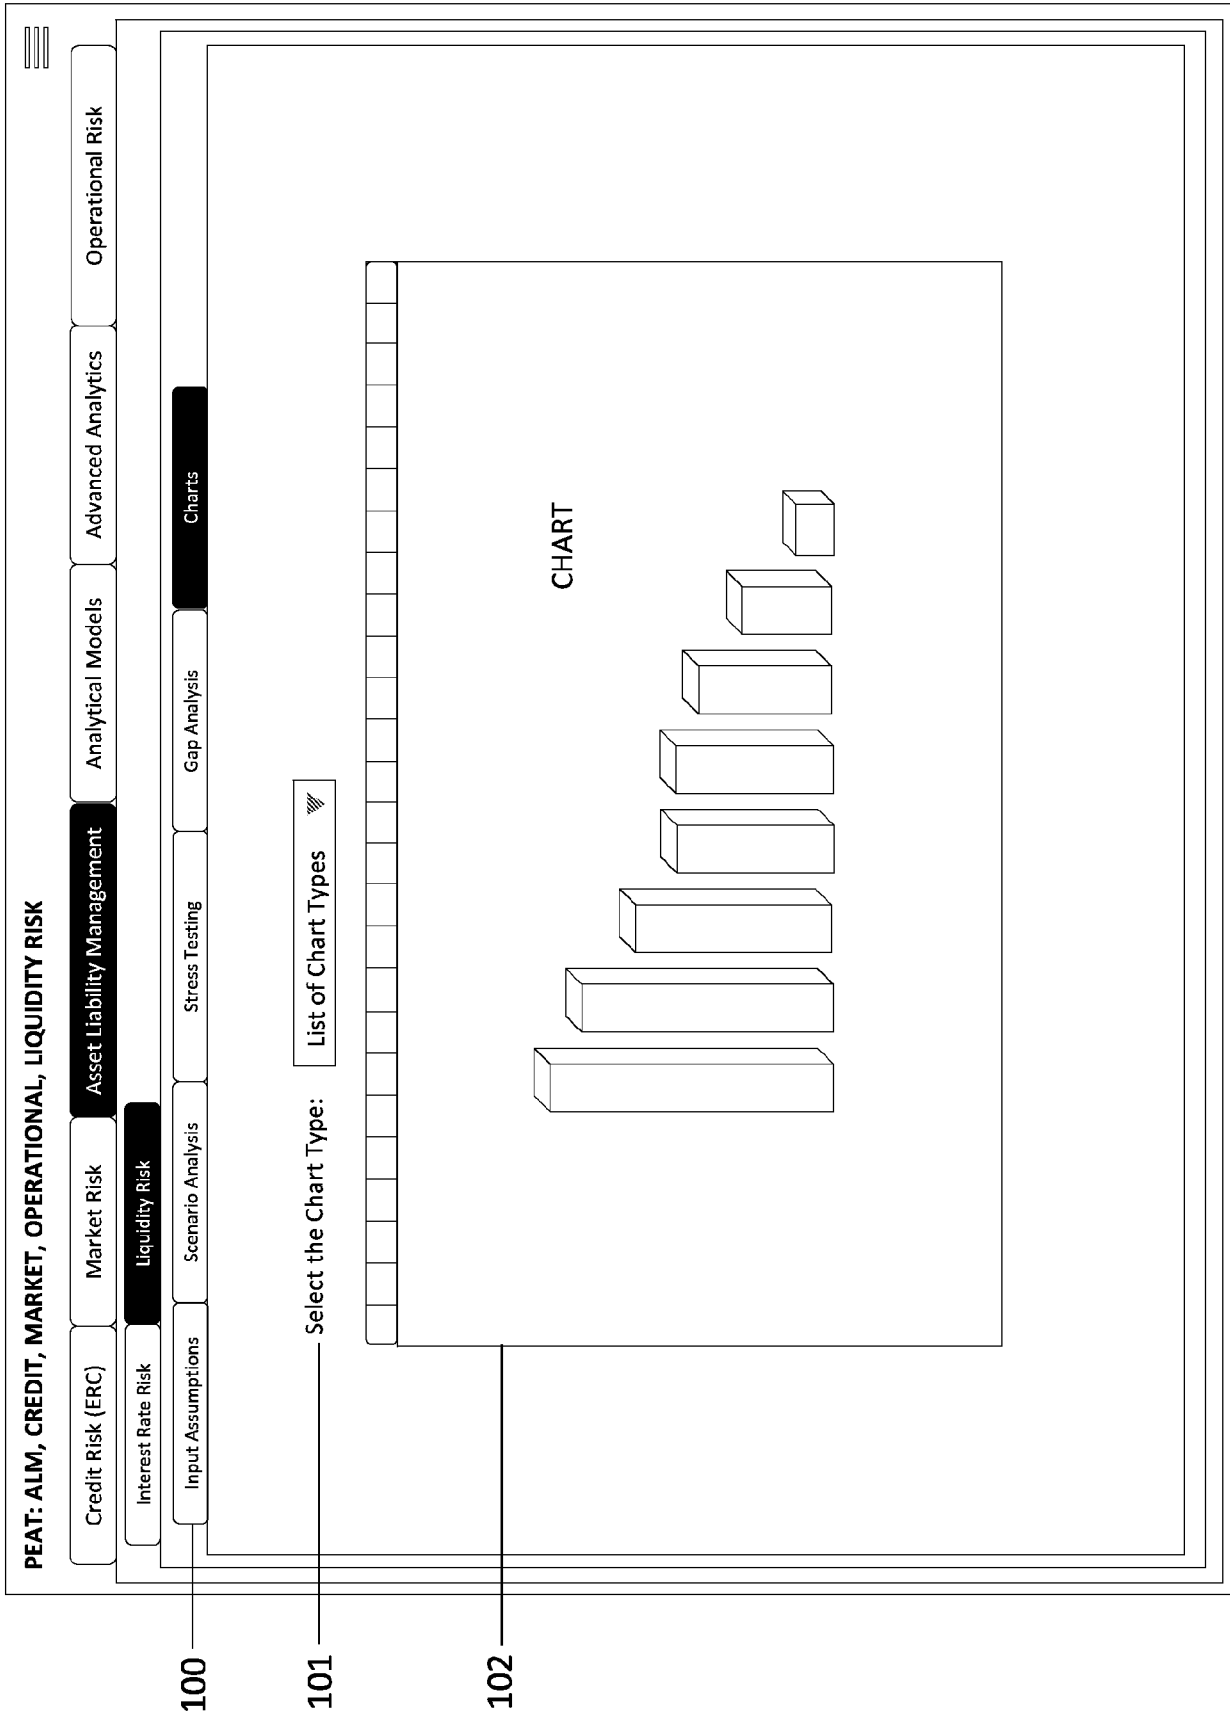 PEAT: ALM, CREDIT, MARKET, OPERATIONAL, LIQUIDITY RISK
Credit Risk (ERC) Market Risk Asset Liability Management Analytical Models Advanced Analytics Operational Risk
Interest Rate Risk Liquidity Risk
100 Input Assumptions Scenario Analysis Stress Testing Gap Analysis Charts
101 Select the Chart Type: List of Chart Types
102
CHART